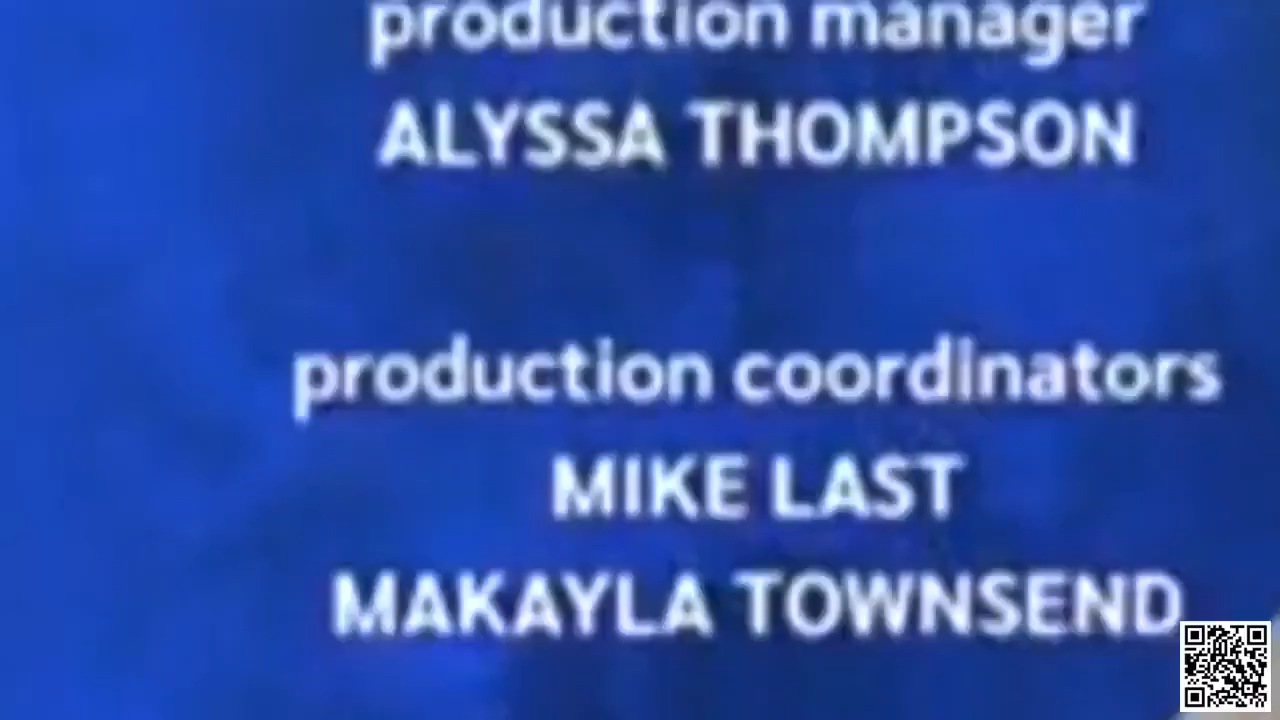 production manager
ALYSSA THOMPSON
production coordinators
MIKE LAST
MAKAYLA TOWNSEND